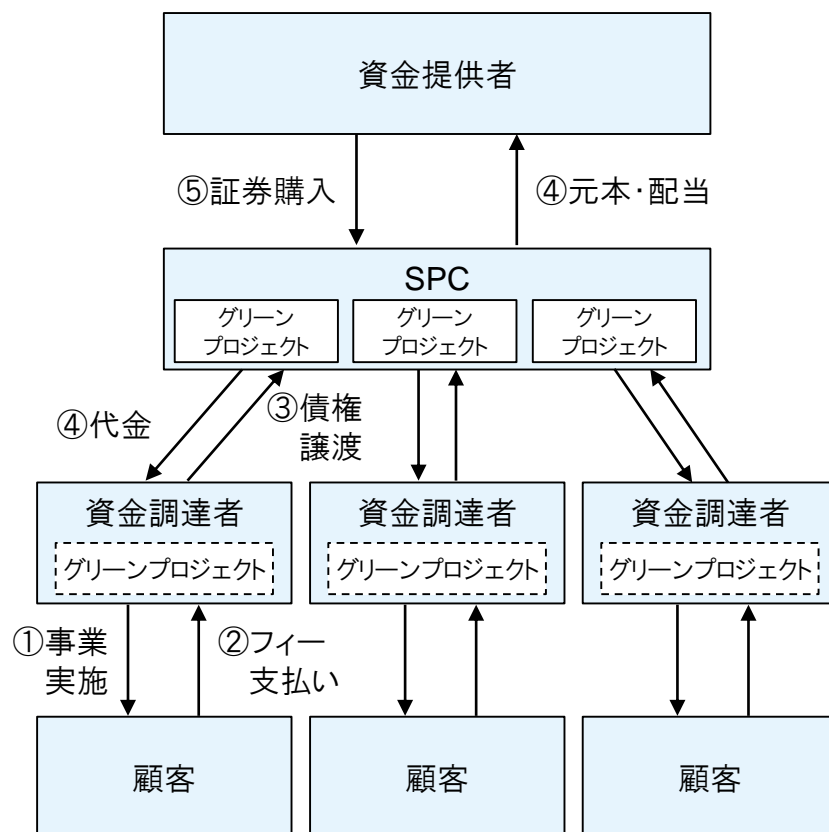 資金提供者
⑤証券購入
④元本・配当
SPC
グリーン
プロジェクト
グリーン
プロジェクト
グリーン
プロジェクト
④代金
③債権
譲渡
資金調達者
グリーンプロジェクト
資金調達者
グリーンプロジェクト
資金調達者
グリーンプロジェクト
①事業
実施
②フィー
支払い
顧客
顧客
顧客